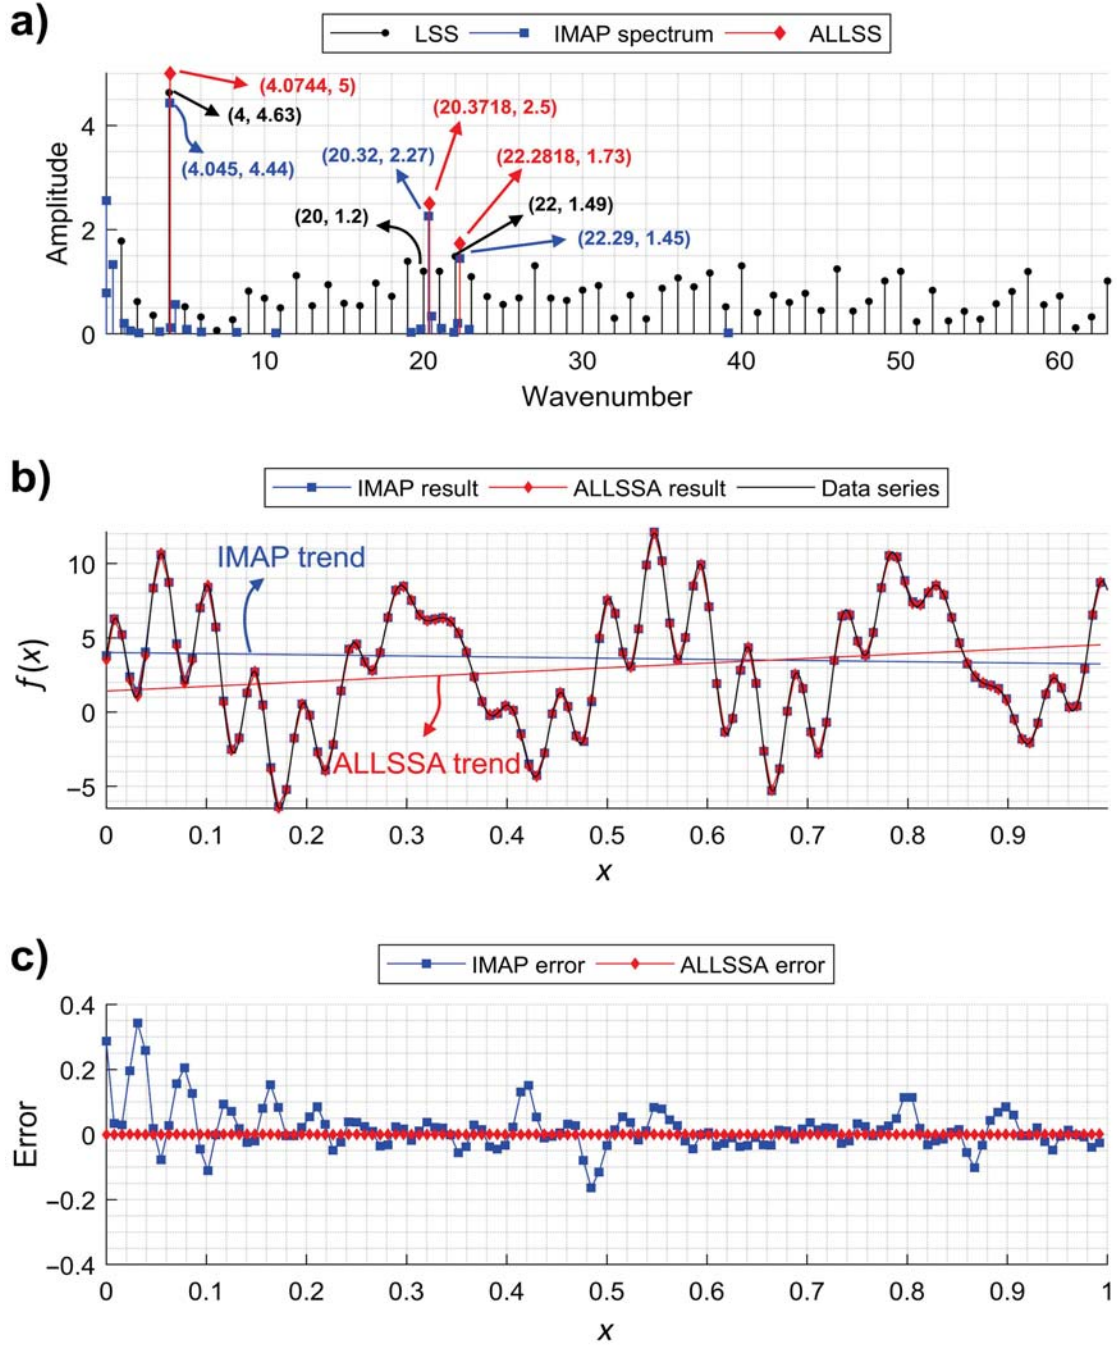 a)
LSS IMAP spectrum ALLSS
(4.0744, 5)
(4, 4.63)
(4.045, 4.44)
(20.3718, 2.5)
(20.32, 2.27)
(22.2818, 1.73)
(20, 1.2)
(22, 1.49)
(22.29, 1.45)
Amplitude
4
2
0
10 20 30 40 50 60
Wavenumber
b)
IMAP result ALLSSA result Data series
IMAP trend
ALLSSA trend
f(x)
10
5
0
−5
0 0.1 0.2 0.3 0.4 0.5 0.6 0.7 0.8 0.9
x
c)
IMAP error ALLSSA error
Error
0.4
0.2
0
−0.2
−0.4
0 0.1 0.2 0.3 0.4 0.5 0.6 0.7 0.8 0.9 1
x